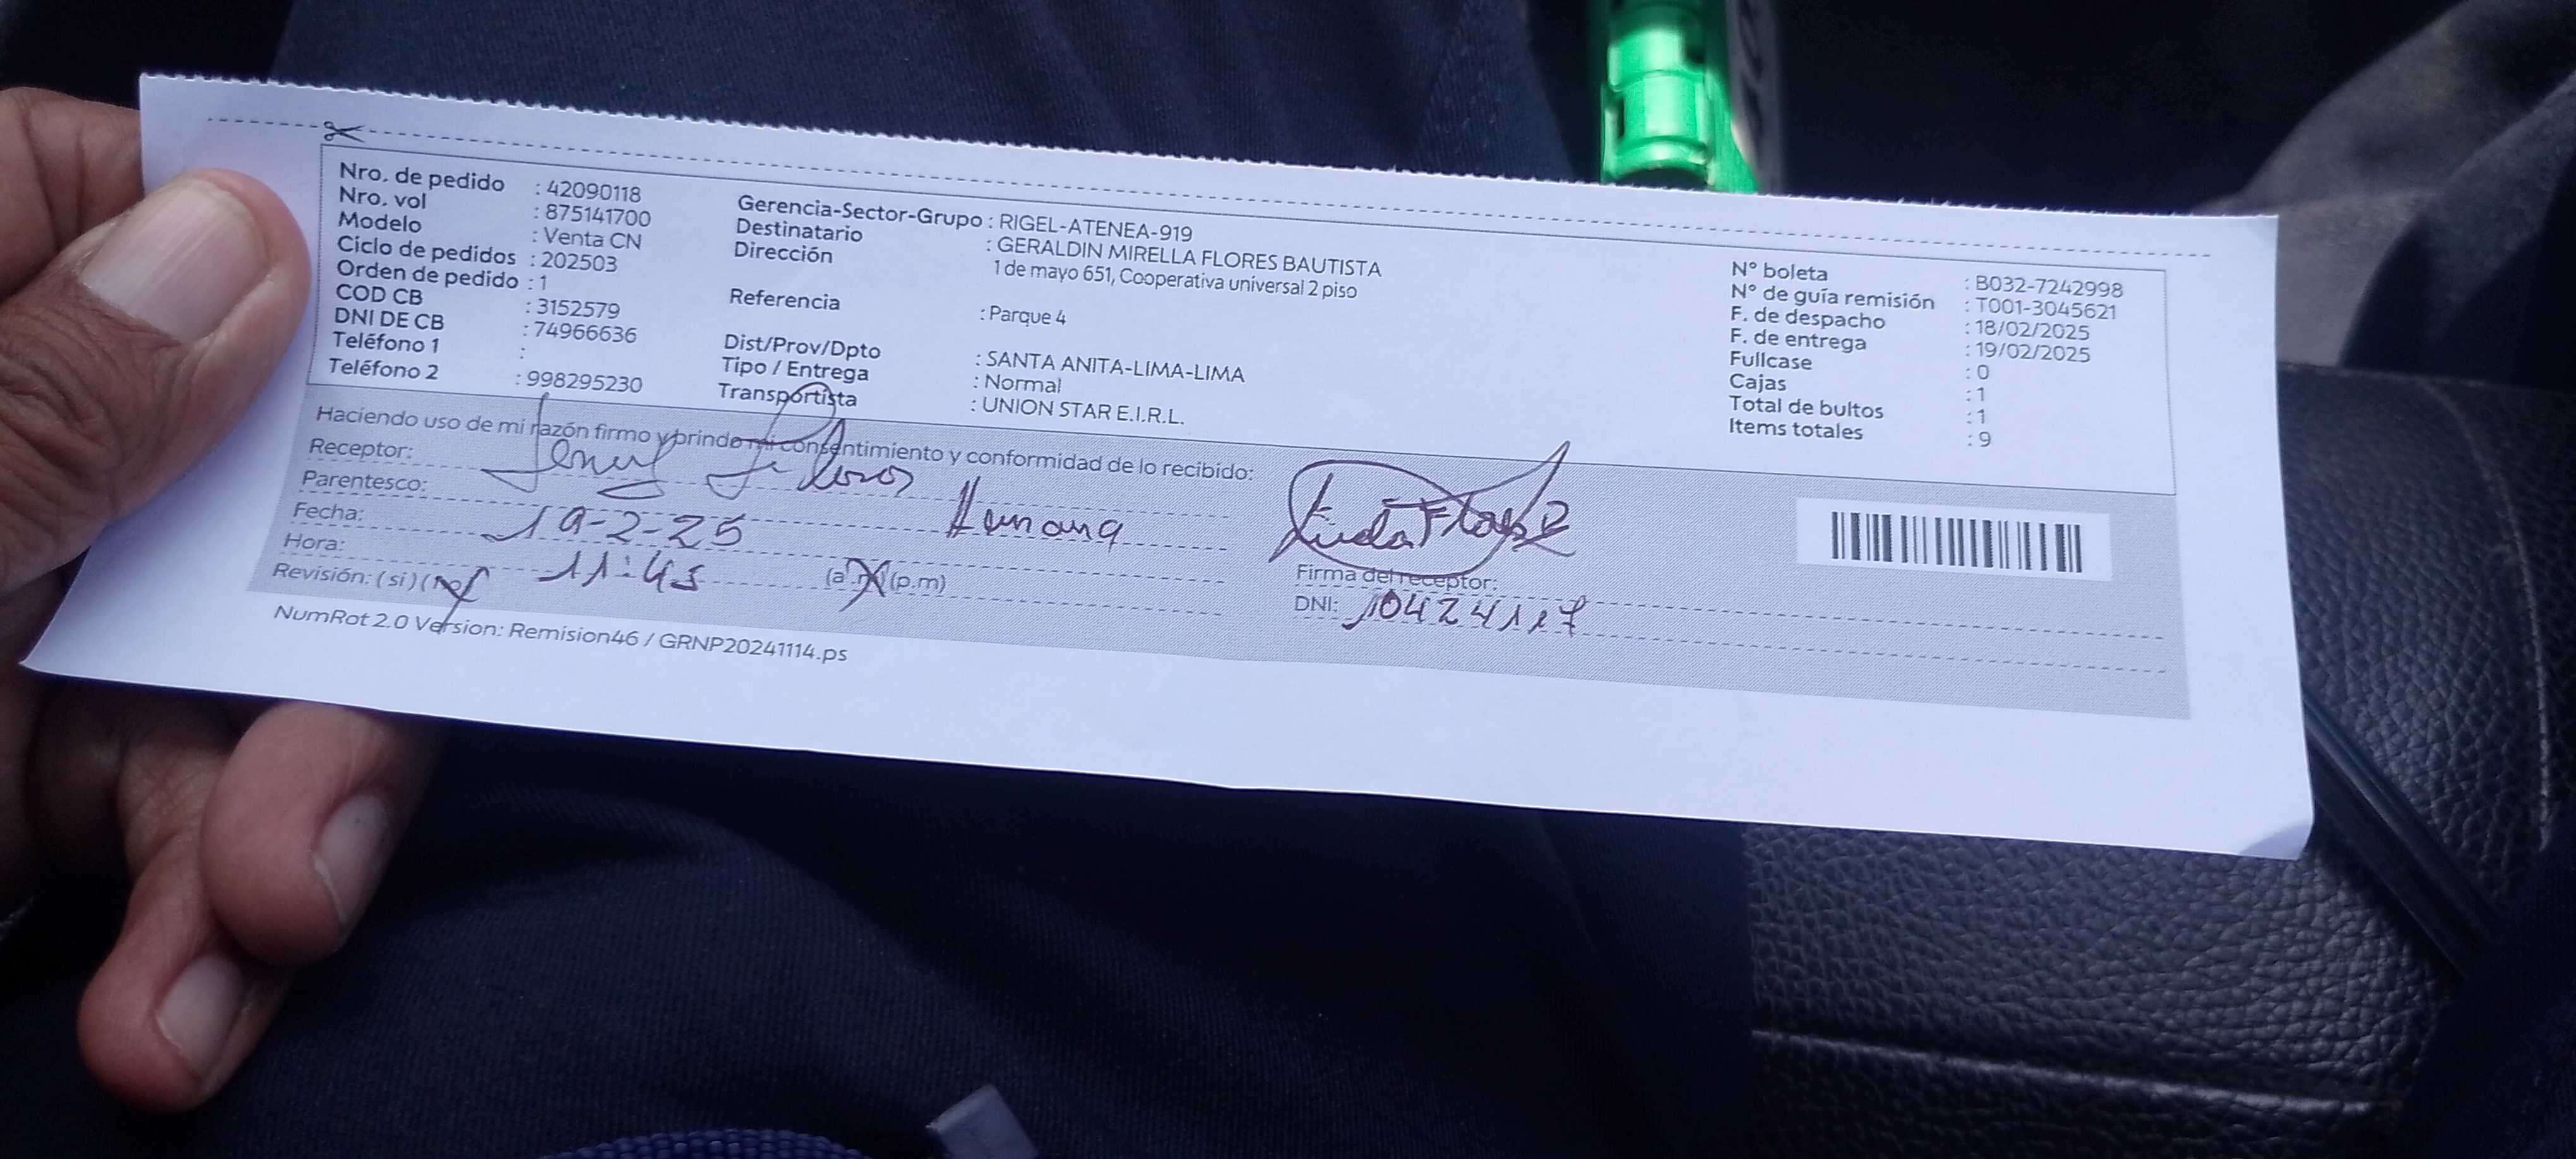 Nro. de pedido : 42090118
Nro. vol : 875141700
Modelo : Venta CN
Ciclo de pedidos : 202503
Orden de pedido : 1
COD CB : 3152579
DNI DE CB : 74966636
Teléfono 1 :
Teléfono 2 : 998295230
Gerencia-Sector-Grupo : RIGEL-ATENEA-919
Destinatario : GERALDIN MIRELLA FLORES BAUTISTA
Dirección 1 de mayo 651, Cooperativa universal 2 piso
Referencia : Parque 4
Dist/Prov/Dpto : SANTA ANITA-LIMA-LIMA
Tipo / Entrega : Normal
Transportista : UNION STAR E.I.R.L.
N° boleta : B032-7242998
N° de guía remisión : T001-3045621
F. de despacho : 18/02/2025
F. de entrega : 19/02/2025
Fullcase : 0
Cajas : 1
Total de bultos : 1
Items totales : 9
Haciendo uso de mi razón firmo y brindo mi consentimiento y conformidad de lo recibido:
Receptor:
Parentesco:
Fecha: 19-2-25
Hora: 11:45 (a.m) (p.m)
Revisión: (si) (no)
Firma del receptor:
DNI: 10424117
NumRot 2.0 Version: Remision46 / GRNP20241114.ps